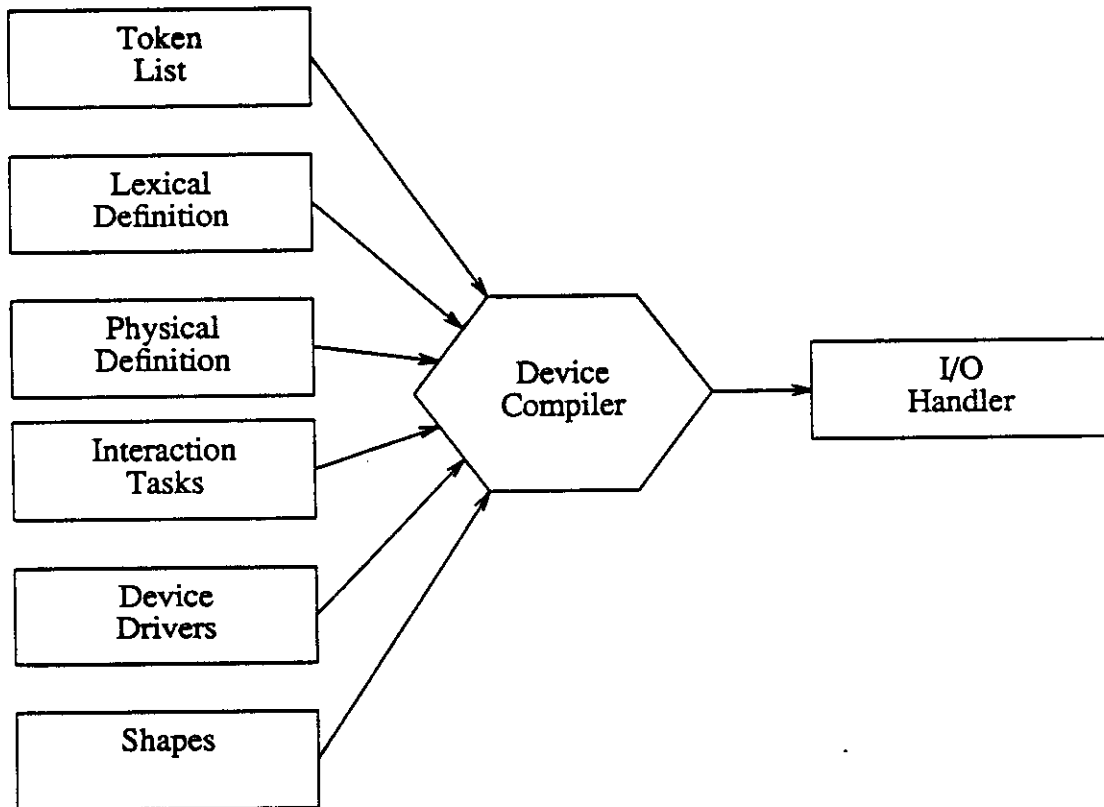 Token
List
Lexical
Definition
Physical
Definition
Interaction
Tasks
Device
Drivers
Shapes
Device
Compiler
I/O
Handler